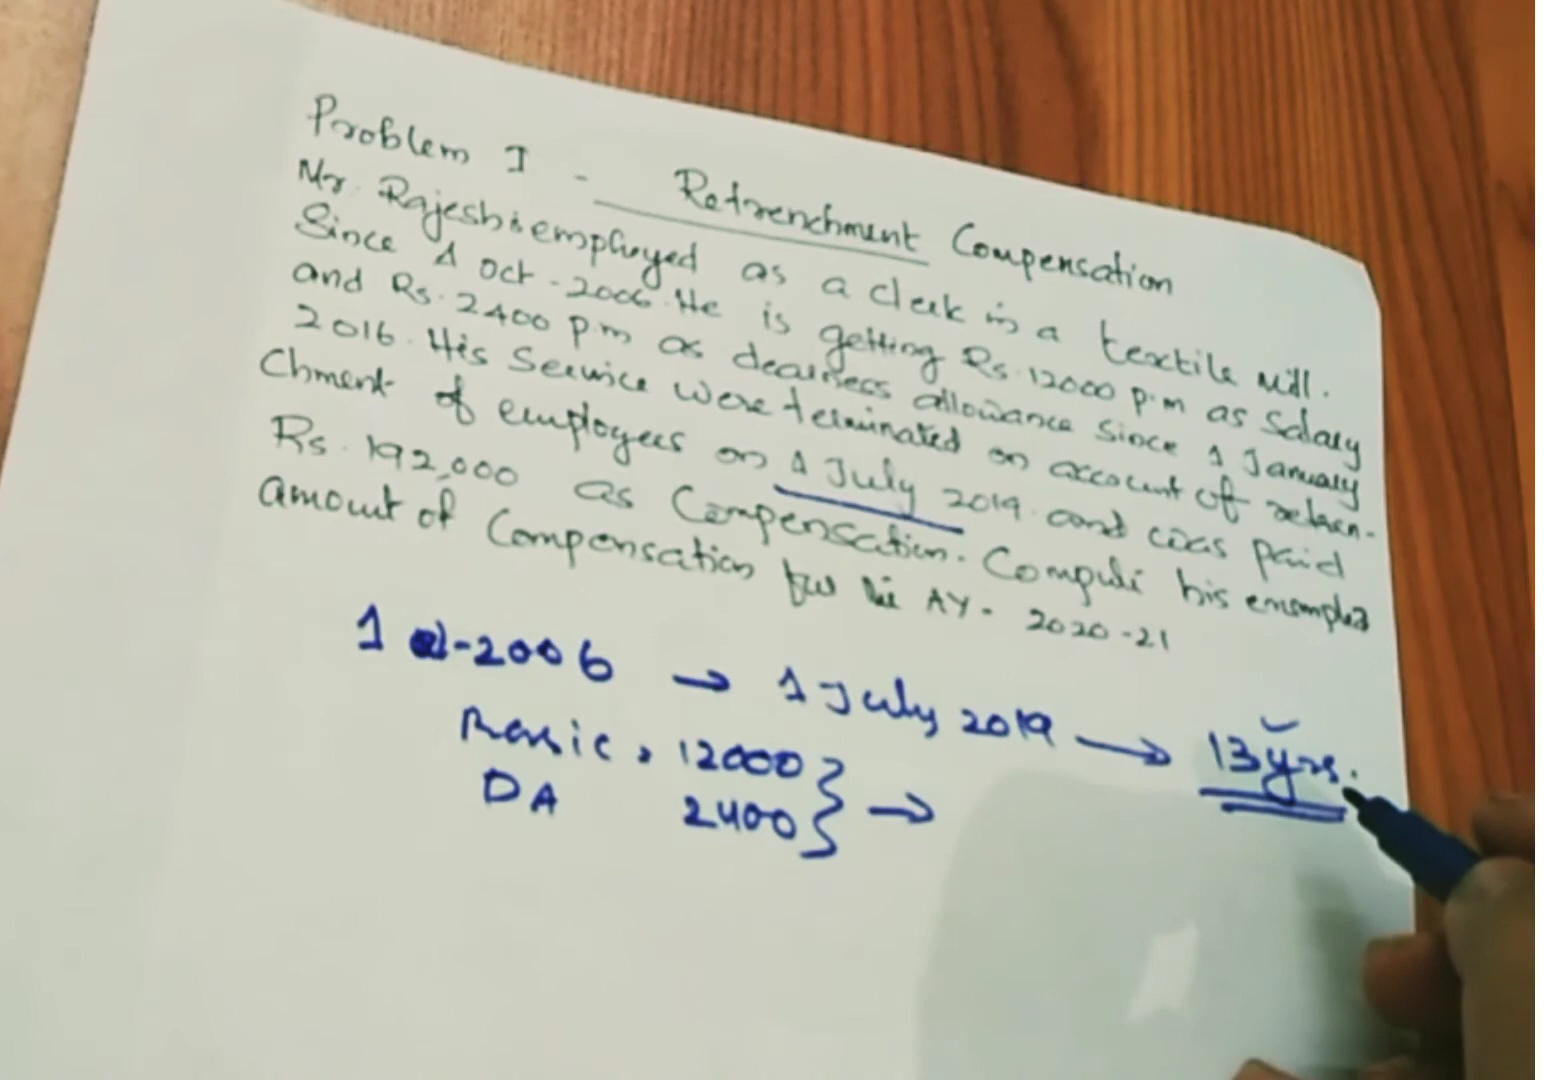 Problem I - Retrenchment Compensation
Mr. Rajesh is employed as a clerk in a textile mill.
Since 1 Oct - 2006. He is getting Rs. 12000 p.m as salary
and Rs. 2400 p.m as dearness allowance since 1 January
2016. His Service were terminated on account of retren-
chment of employees on 1 July 2019 and was paid
Rs. 192,000 as Compensation. Compute his exempted
amount of Compensation for the AY - 2020-21
1 -2006 → 1 July 2019 → 13 yrs.
Basic, 12000 } →
DA 2400